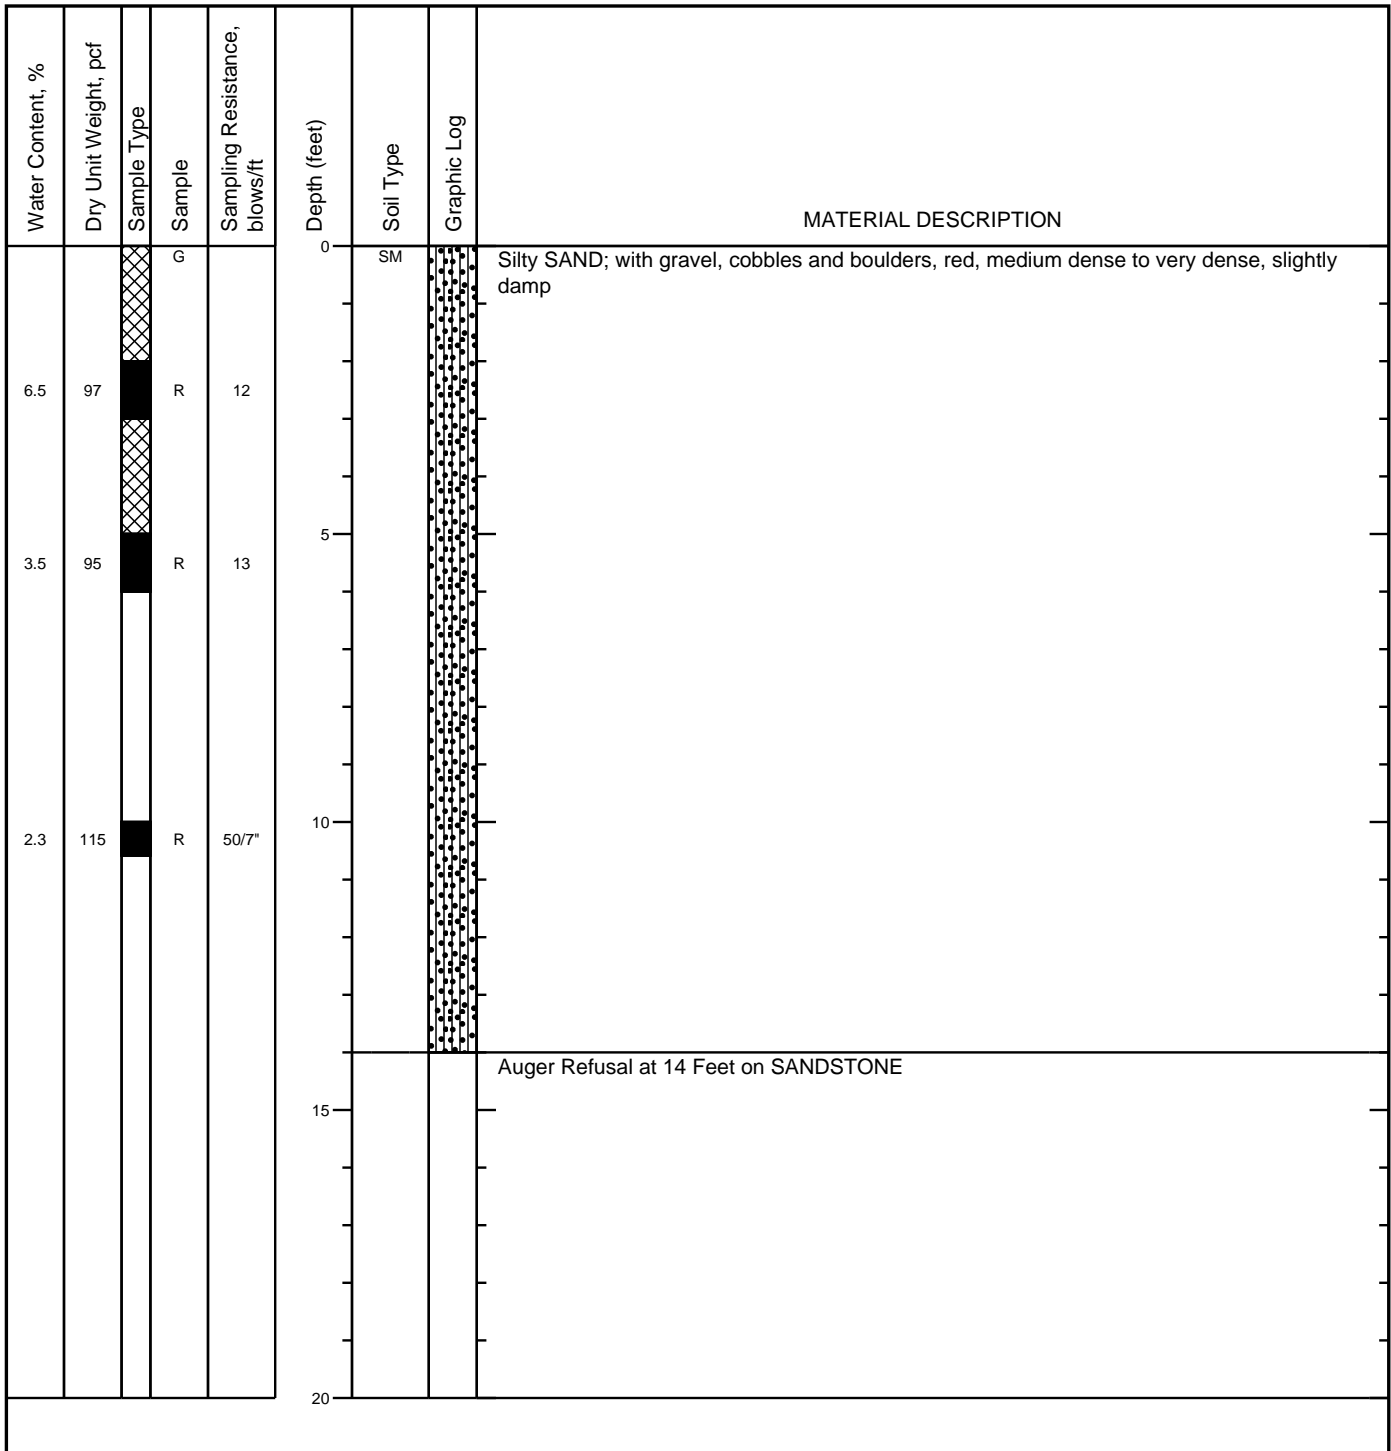 Water Content, %
Dry Unit Weight, pcf
Sample Type
Sample
Sampling Resistance,
blows/ft
Depth (feet)
Soil Type
Graphic Log
MATERIAL DESCRIPTION
0
G
SM
Silty SAND; with gravel, cobbles and boulders, red, medium dense to very dense, slightly
damp
6.5 97 R 12
5
3.5 95 R 13
10
2.3 115 R 50/7"
Auger Refusal at 14 Feet on SANDSTONE
15
20